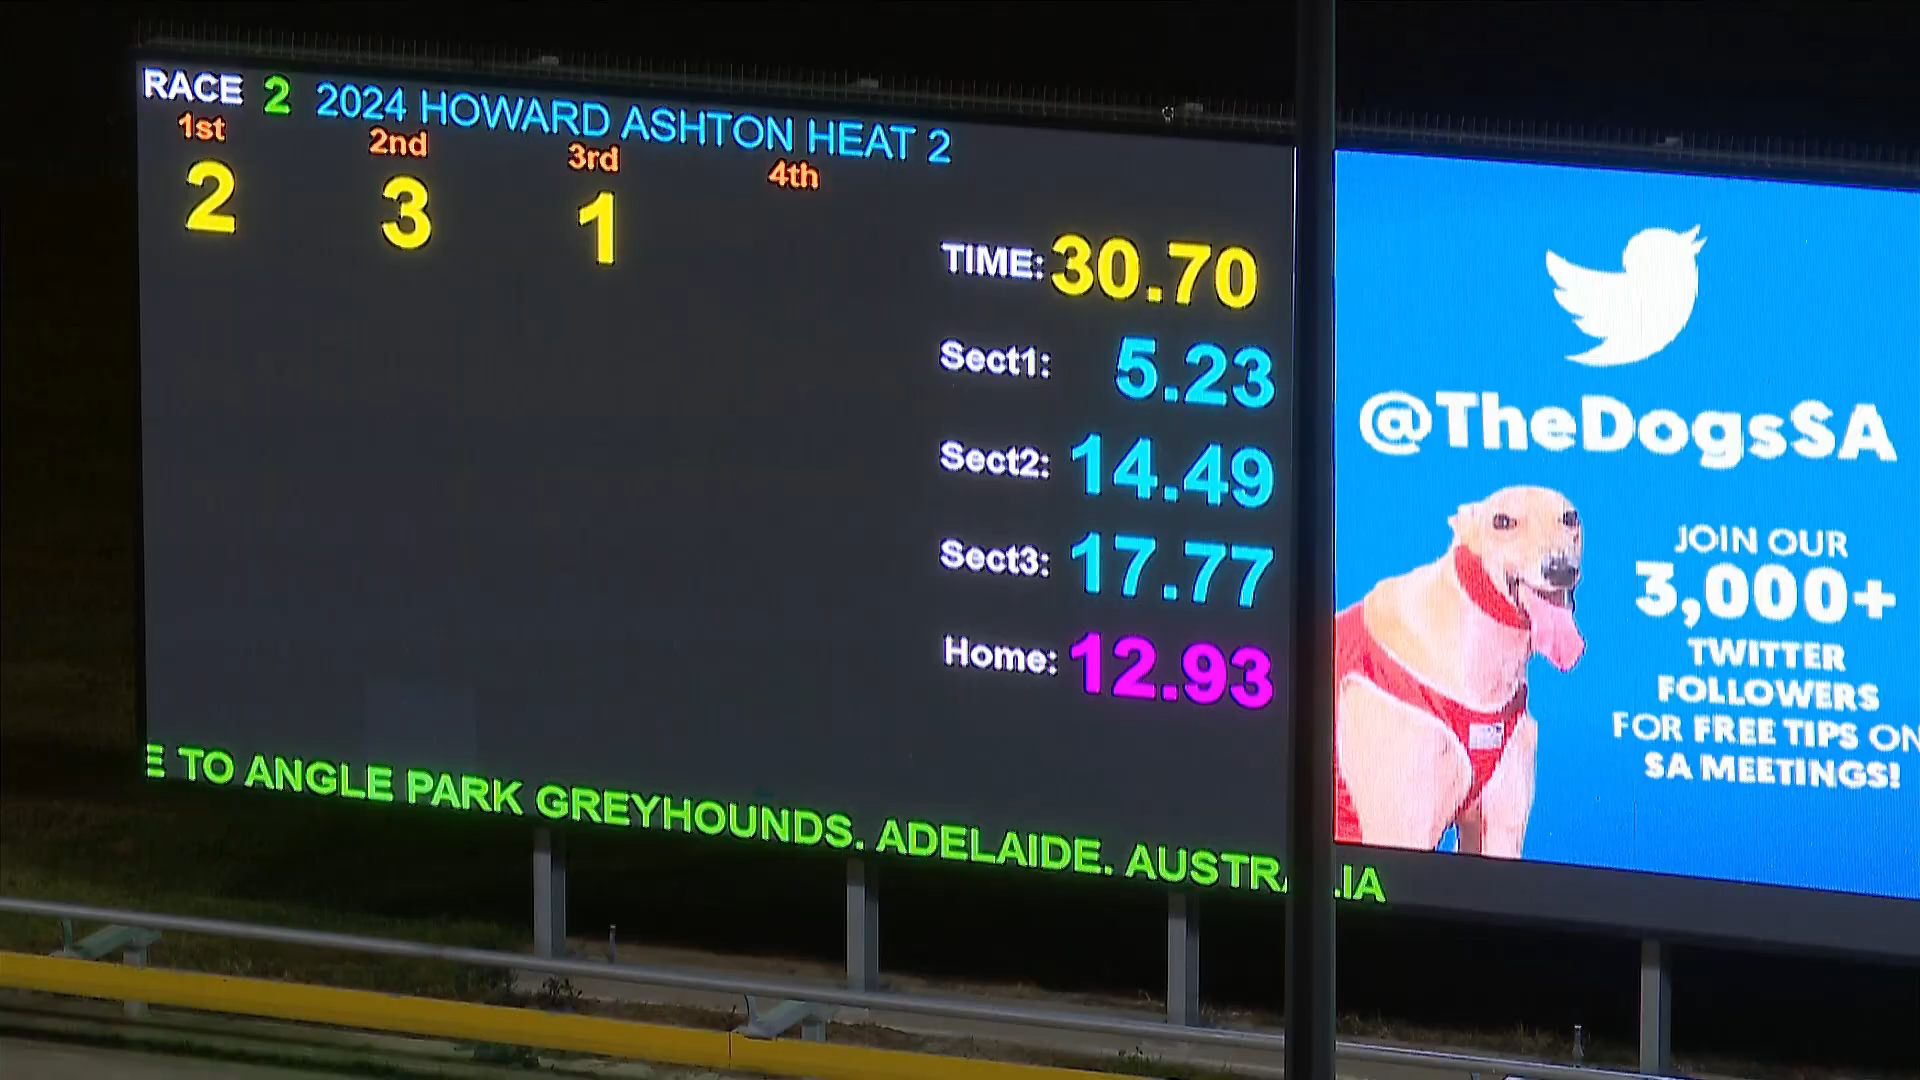 RACE 2 2024 HOWARD ASHTON HEAT 2
1st 2nd 3rd 4th
2 3 1
TIME: 30.70
Sect1: 5.23
Sect2: 14.49
Sect3: 17.77
Home: 12.93
E TO ANGLE PARK GREYHOUNDS. ADELAIDE. AUSTR IA
@TheDogsSA
JOIN OUR
3,000+
TWITTER
FOLLOWERS
FOR FREE TIPS ON
SA MEETINGS!